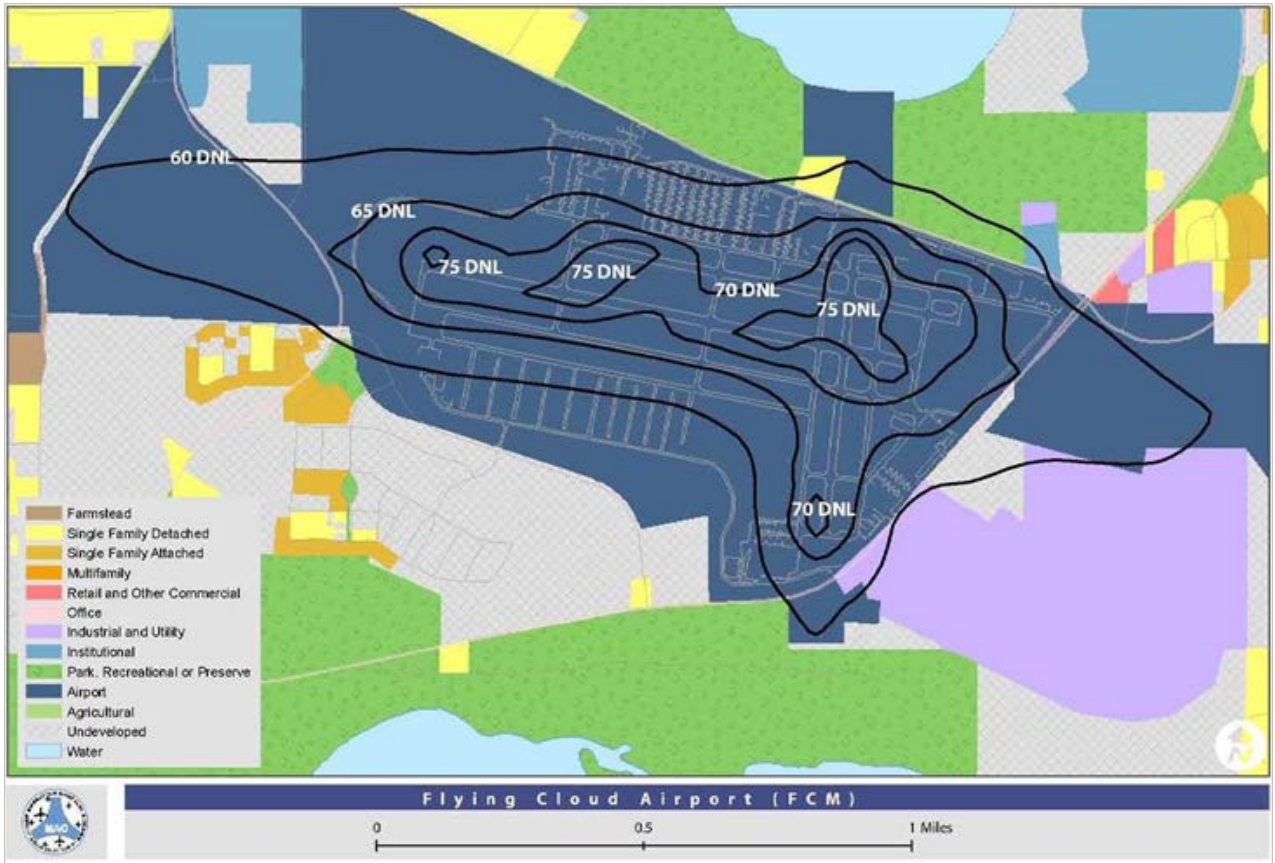 60 DNL
65 DNL
75 DNL
75 DNL
70 DNL
75 DNL
70 DNL
Farmstead
Single Family Detached
Single Family Attached
Multifamily
Retail and Other Commercial
Office
Industrial and Utility
Institutional
Park, Recreational or Preserve
Airport
Agricultural
Undeveloped
Water
N
Flying Cloud Airport (FCM)
0
0.5
1 Miles